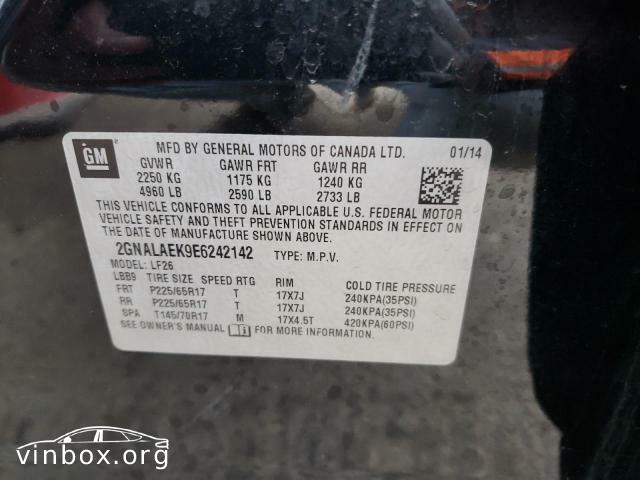 GM
MFD BY GENERAL MOTORS OF CANADA LTD. 01/14
GVWR GAWR FRT GAWR RR
2250 KG 1175 KG 1240 KG
4960 LB 2590 LB 2733 LB
THIS VEHICLE CONFORMS TO ALL APPLICABLE U.S. FEDERAL MOTOR
VEHICLE SAFETY AND THEFT PREVENTION STANDARDS IN EFFECT ON
THE DATE OF MANUFACTURE SHOWN ABOVE.
2GNALAEK9E6242142 TYPE: M.P.V.
MODEL: LF26
LBB9 TIRE SIZE SPEED RTG RIM COLD TIRE PRESSURE
FRT P225/65R17 T 17X7J 240KPA(35PSI)
RR P225/65R17 T 17X7J 240KPA(35PSI)
SPA T145/70R17 M 17X4.5T 420KPA(60PSI)
SEE OWNER'S MANUAL i FOR MORE INFORMATION.
vinbox.org